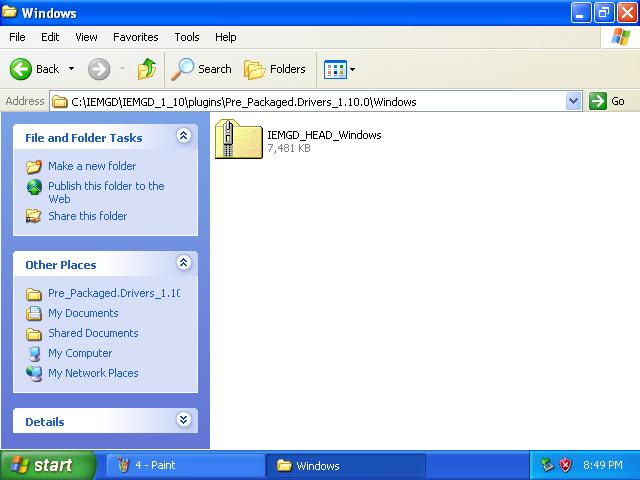 Windows
File Edit View Favorites Tools Help
Back Search Folders
Address C:\IEMGD\IEMGD_1_10\plugins\Pre_Packaged.Drivers_1.10.0\Windows Go
File and Folder Tasks
Make a new folder
Publish this folder to the
Web
Share this folder
Other Places
Pre_Packaged.Drivers_1.10
My Documents
Shared Documents
My Computer
My Network Places
Details
IEMGD_HEAD_Windows
7,481 KB
start 4 - Paint Windows 8:49 PM